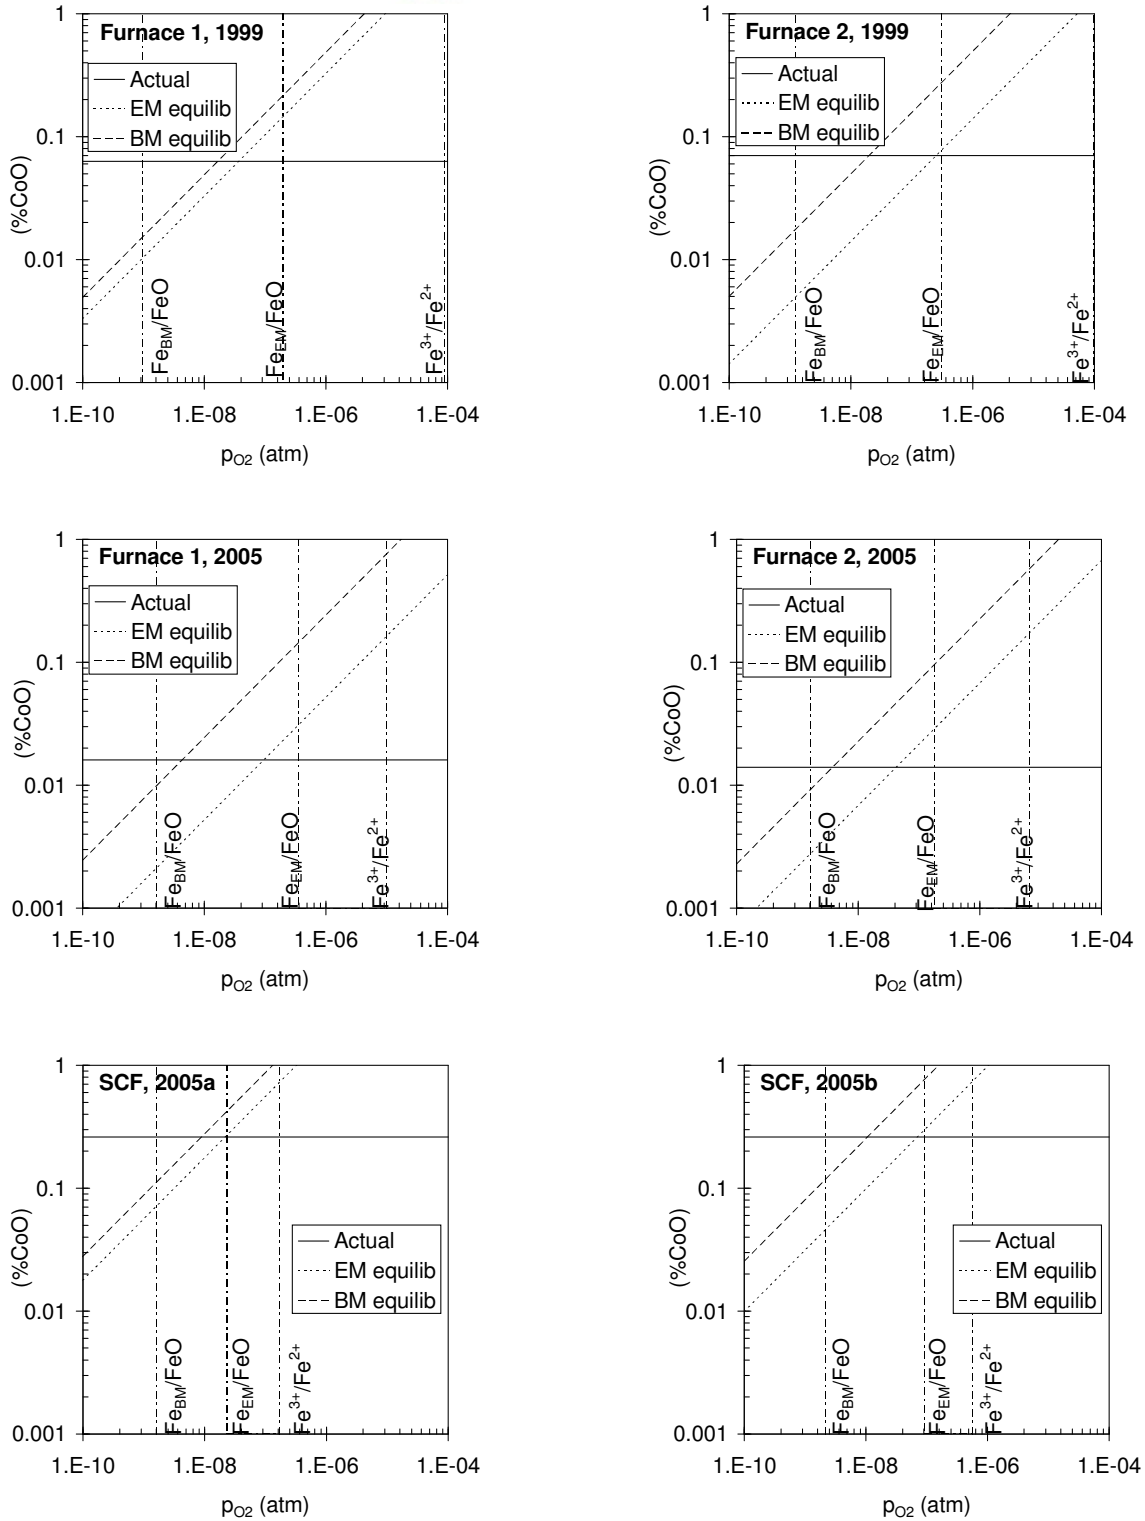 Furnace 1, 1999
Actual
EM equilib
BM equilib
1
0.1
0.01
0.001
(%CoO)
Fe_BM/FeO
Fe_EM/FeO
Fe³⁺/Fe²⁺
1.E-10 1.E-08 1.E-06 1.E-04
p_O2 (atm)
Furnace 2, 1999
Actual
EM equilib
BM equilib
1
0.1
0.01
0.001
(%CoO)
Fe_BM/FeO
Fe_EM/FeO
Fe³⁺/Fe²⁺
1.E-10 1.E-08 1.E-06 1.E-04
p_O2 (atm)
Furnace 1, 2005
Actual
EM equilib
BM equilib
1
0.1
0.01
0.001
(%CoO)
Fe_BM/FeO
Fe_EM/FeO
Fe³⁺/Fe²⁺
1.E-10 1.E-08 1.E-06 1.E-04
p_O2 (atm)
Furnace 2, 2005
Actual
EM equilib
BM equilib
1
0.1
0.01
0.001
(%CoO)
Fe_BM/FeO
Fe_EM/FeO
Fe³⁺/Fe²⁺
1.E-10 1.E-08 1.E-06 1.E-04
p_O2 (atm)
SCF, 2005a
Actual
EM equilib
BM equilib
1
0.1
0.01
0.001
(%CoO)
Fe_BM/FeO
Fe_EM/FeO
Fe³⁺/Fe²⁺
1.E-10 1.E-08 1.E-06 1.E-04
p_O2 (atm)
SCF, 2005b
Actual
EM equilib
BM equilib
1
0.1
0.01
0.001
(%CoO)
Fe_BM/FeO
Fe_EM/FeO
Fe³⁺/Fe²⁺
1.E-10 1.E-08 1.E-06 1.E-04
p_O2 (atm)